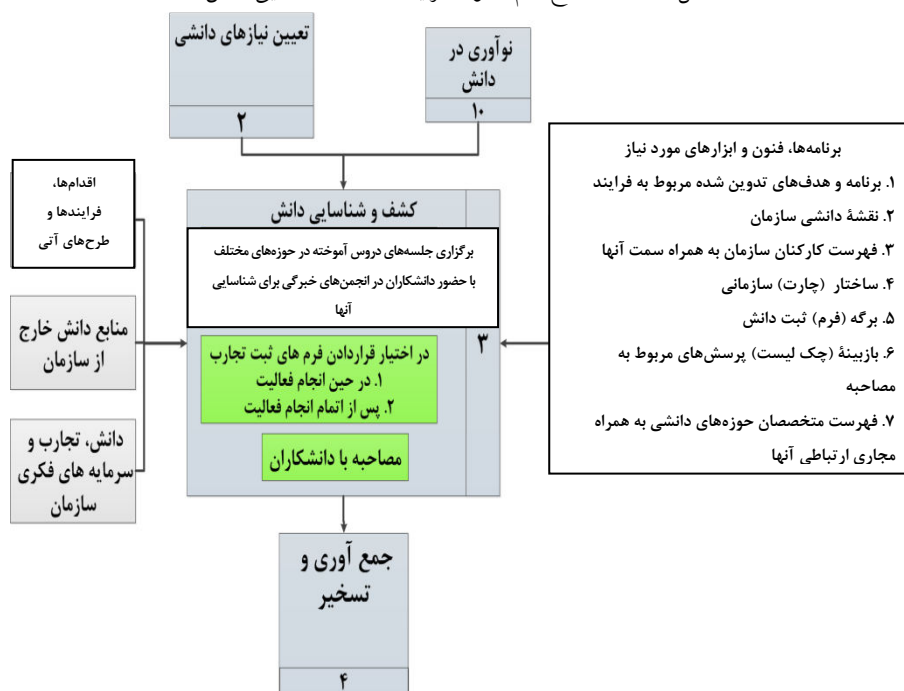 تعیین نیازهای دانشی
۲
نوآوری در
دانش
۱۰
برنامه‌ها، فنون و ابزارهای مورد نیاز
۱. برنامه و هدف‌های تدوین شده مربوط به فرایند
۲. نقشهٔ دانشی سازمان
۳. فهرست کارکنان سازمان به همراه سمت آنها
۴. ساختار (چارت) سازمانی
۵. برگه (فرم) ثبت دانش
۶. بازبینهٔ (چک لیست) پرسش‌های مربوط به
مصاحبه
۷. فهرست متخصصان حوزه‌های دانشی به همراه
مجاری ارتباطی آنها
کشف و شناسایی دانش
برگزاری جلسه‌های دروس آموخته در حوزه‌های مختلف
با حضور دانشکاران در انجمن‌های خبرگی برای شناسایی
آنها
در اختیار قراردادن فرم های ثبت تجارب
۱. در حین انجام فعالیت
۲. پس از اتمام انجام فعالیت
مصاحبه با دانشکاران
۳
اقدام‌ها،
فرایندها و
طرح‌های آتی
منابع دانش خارج
از سازمان
دانش، تجارب و
سرمایه های فکری
سازمان
جمع آوری و
تسخیر
۴